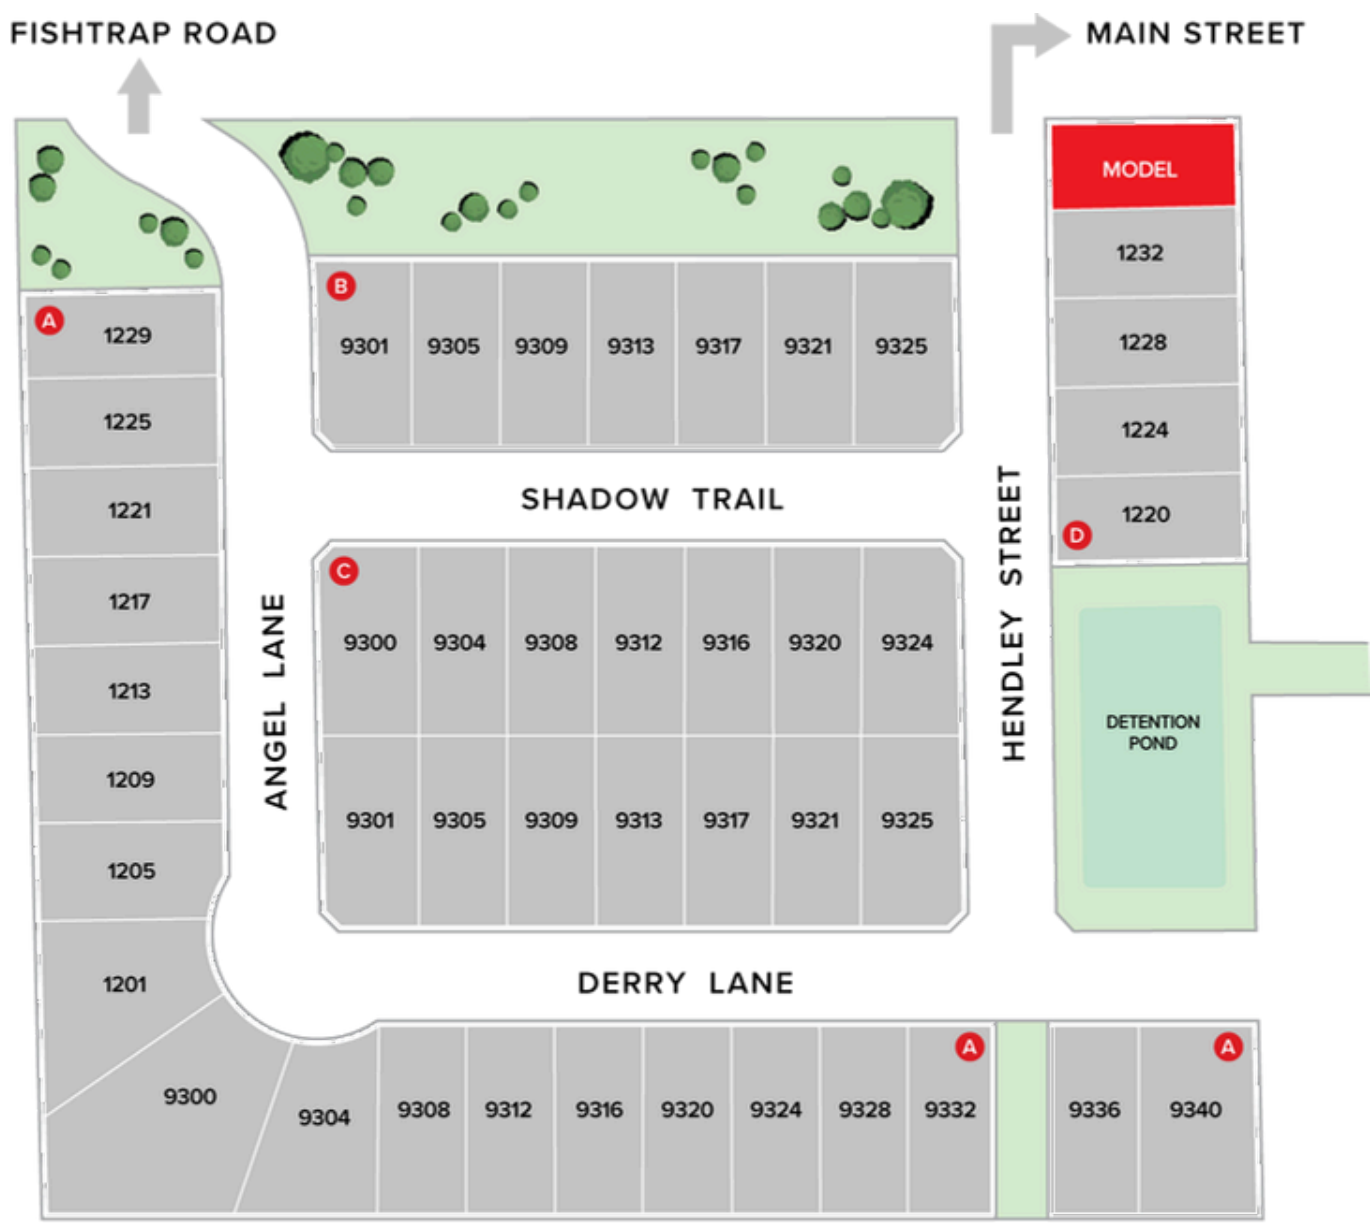 FISHTRAP ROAD
MAIN STREET
MODEL
1232
1228
1224
1220
D
A
1229
1225
1221
1217
1213
1209
1205
1201
B
9301 9305 9309 9313 9317 9321 9325
SHADOW TRAIL
ANGEL LANE
HENDLEY STREET
C
9300 9304 9308 9312 9316 9320 9324
9301 9305 9309 9313 9317 9321 9325
DETENTION
POND
DERRY LANE
A
A
9300 9304 9308 9312 9316 9320 9324 9328 9332 9336 9340